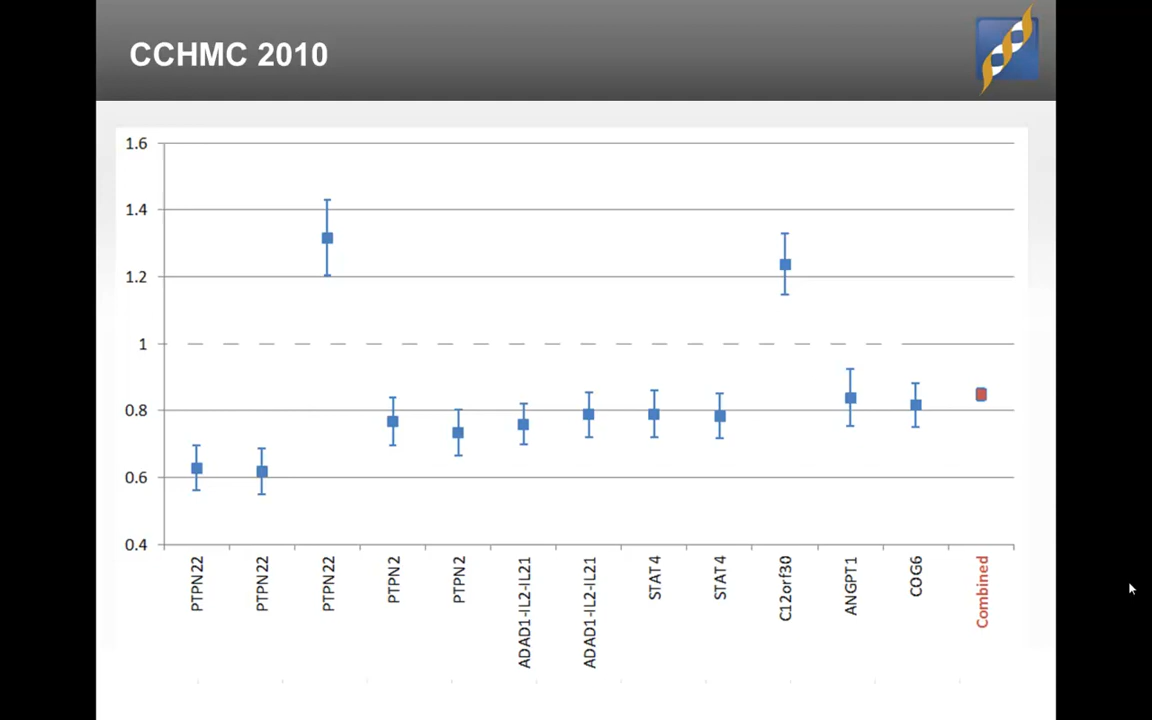 CCHMC 2010
1.6
1.4
1.2
1
0.8
0.6
0.4
PTPN22
PTPN22
PTPN22
PTPN2
PTPN2
ADAD1-IL2-IL21
ADAD1-IL2-IL21
STAT4
STAT4
C12orf30
ANGPT1
COG6
Combined